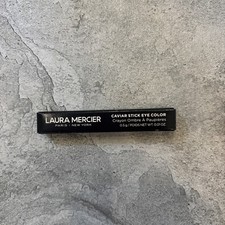 LAURA MERCIER
PARIS · NEW YORK
CAVIAR STICK EYE COLOR
Crayon Ombre À Paupières